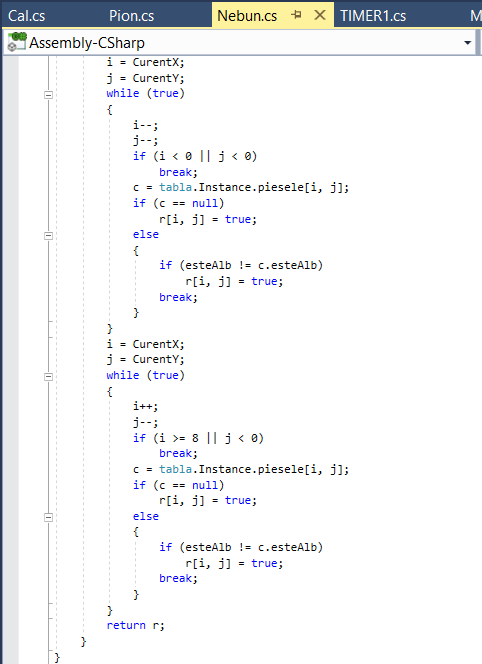 Cal.cs Pion.cs Nebun.cs TIMER1.cs M
Assembly-CSharp
i = CurentX;
j = CurentY;
while (true)
{
i--;
j--;
if (i < 0 || j < 0)
break;
c = tabla.Instance.piesele[i, j];
if (c == null)
r[i, j] = true;
else
{
if (esteAlb != c.esteAlb)
r[i, j] = true;
break;
}
}
i = CurentX;
j = CurentY;
while (true)
{
i++;
j--;
if (i >= 8 || j < 0)
break;
c = tabla.Instance.piesele[i, j];
if (c == null)
r[i, j] = true;
else
{
if (esteAlb != c.esteAlb)
r[i, j] = true;
break;
}
}
return r;
}
}